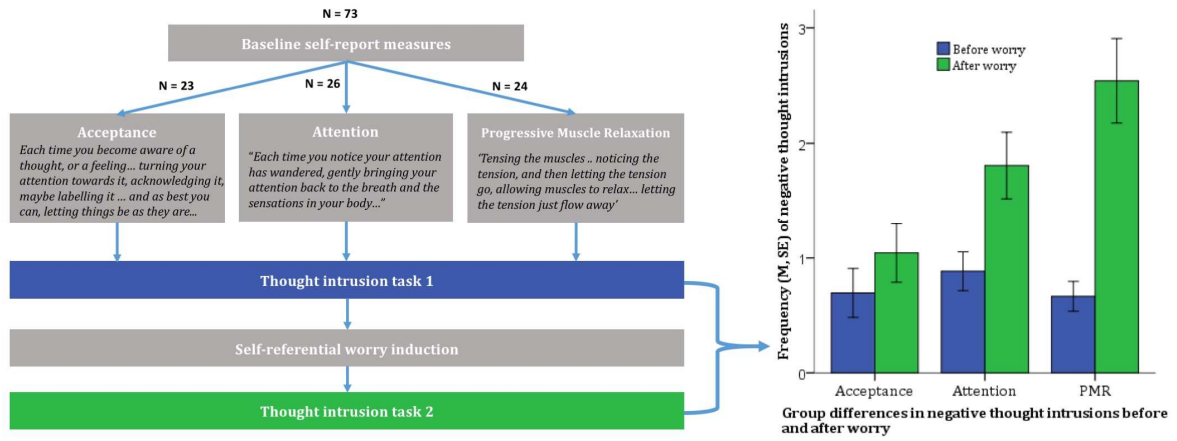 N = 73
Baseline self-report measures
N = 23
N = 26
N = 24
Acceptance
Each time you become aware of a
thought, or a feeling… turning your
attention towards it, acknowledging it,
maybe labelling it … and as best you
can, letting things be as they are...
Attention
“Each time you notice your attention
has wandered, gently bringing your
attention back to the breath and the
sensations in your body…”
Progressive Muscle Relaxation
‘Tensing the muscles .. noticing the
tension, and then letting the tension
go, allowing muscles to relax… letting
the tension just flow away’
Thought intrusion task 1
Self-referential worry induction
Thought intrusion task 2
Frequency (M, SE) of negative thought intrusions
3
2
1
0
Before worry
After worry
Acceptance
Attention
PMR
Group differences in negative thought intrusions before
and after worry